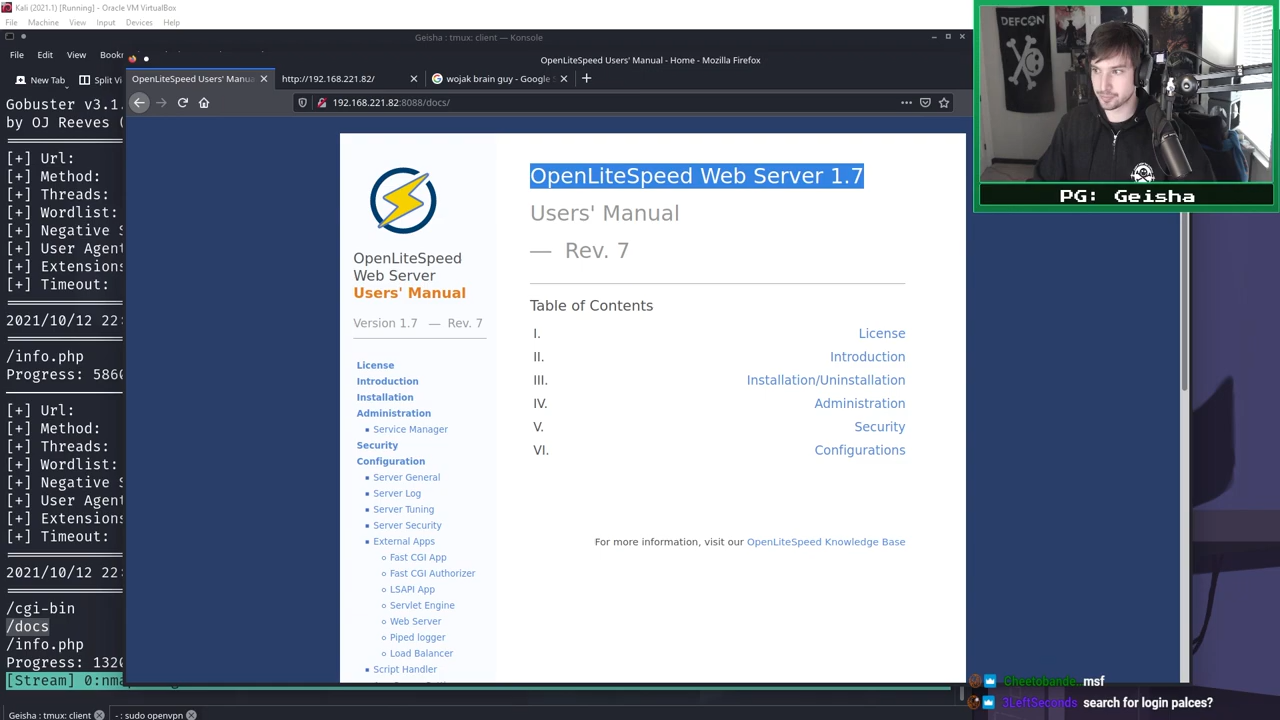 Kali (2021.1) [Running] - Oracle VM VirtualBox
File Machine View Input Devices Help
Geisha : tmux: client — Konsole
File Edit View
New Tab
OpenLiteSpeed Users' Manual - Home - Mozilla Firefox
http://192.168.221.82/
wojak brain guy - Google
192.168.221.82:8088/docs/
Gobuster v3.1.
by OJ Reeves (
[+] Url:
[+] Method:
[+] Threads:
[+] Wordlist:
[+] Negative S
[+] User Agent
[+] Extensions
[+] Timeout:
2021/10/12 22:
/info.php
Progress: 5860
[+] Url:
[+] Method:
[+] Threads:
[+] Wordlist:
[+] Negative S
[+] User Agent
[+] Extensions
[+] Timeout:
2021/10/12 22:
/cgi-bin
/docs
/info.php
Progress: 1320
[Stream] 0:nm
OpenLiteSpeed
Web Server
Users' Manual
Version 1.7 — Rev. 7
License
Introduction
Installation
Administration
Service Manager
Security
Configuration
Server General
Server Log
Server Tuning
Server Security
External Apps
Fast CGI App
Fast CGI Authorizer
LSAPI App
Servlet Engine
Web Server
Piped logger
Load Balancer
Script Handler
OpenLiteSpeed Web Server 1.7
Users' Manual
— Rev. 7
Table of Contents
I. License
II. Introduction
III. Installation/Uninstallation
IV. Administration
V. Security
VI. Configurations
For more information, visit our OpenLiteSpeed Knowledge Base
DEFCON
PG: Geisha
Cheetobande: msf
3LeftSeconds search for login palces?
Geisha : tmux: client
- : sudo openvpn